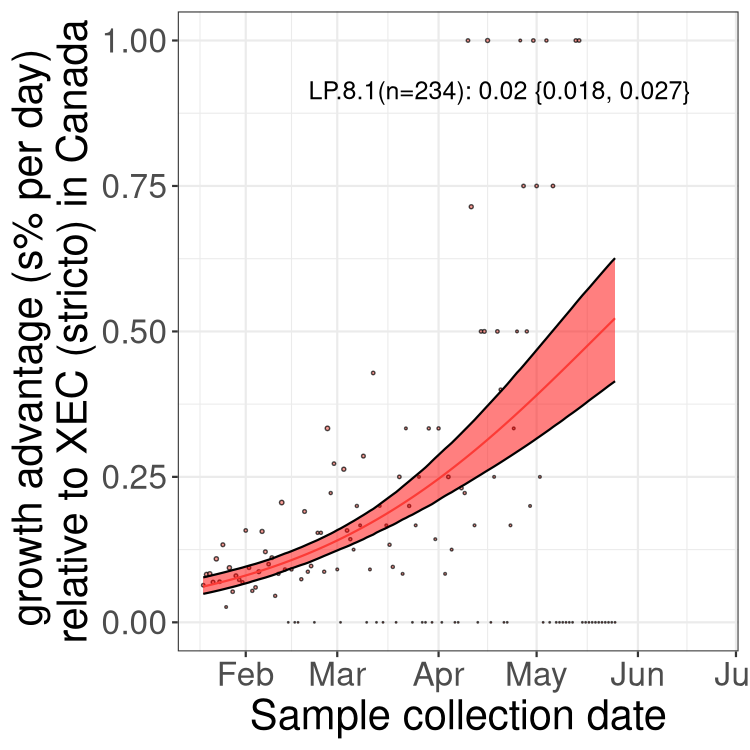 growth advantage (s% per day)
relative to XEC (stricto) in Canada
1.00
0.75
0.50
0.25
0.00
LP.8.1(n=234): 0.02 {0.018, 0.027}
Feb Mar Apr May Jun Ju
Sample collection date